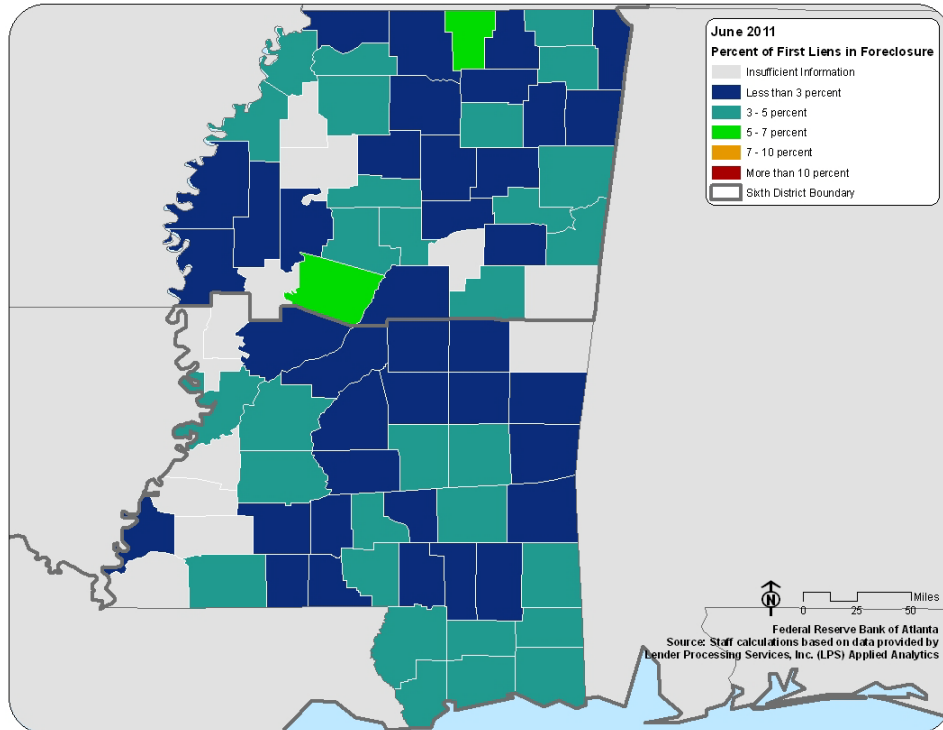 June 2011
Percent of First Liens in Foreclosure
Insufficient Information
Less than 3 percent
3 - 5 percent
5 - 7 percent
7 - 10 percent
More than 10 percent
Sixth District Boundary
N
Miles
0 25 50
Federal Reserve Bank of Atlanta
Source: Staff calculations based on data provided by
Lender Processing Services, Inc. (LPS) Applied Analytics